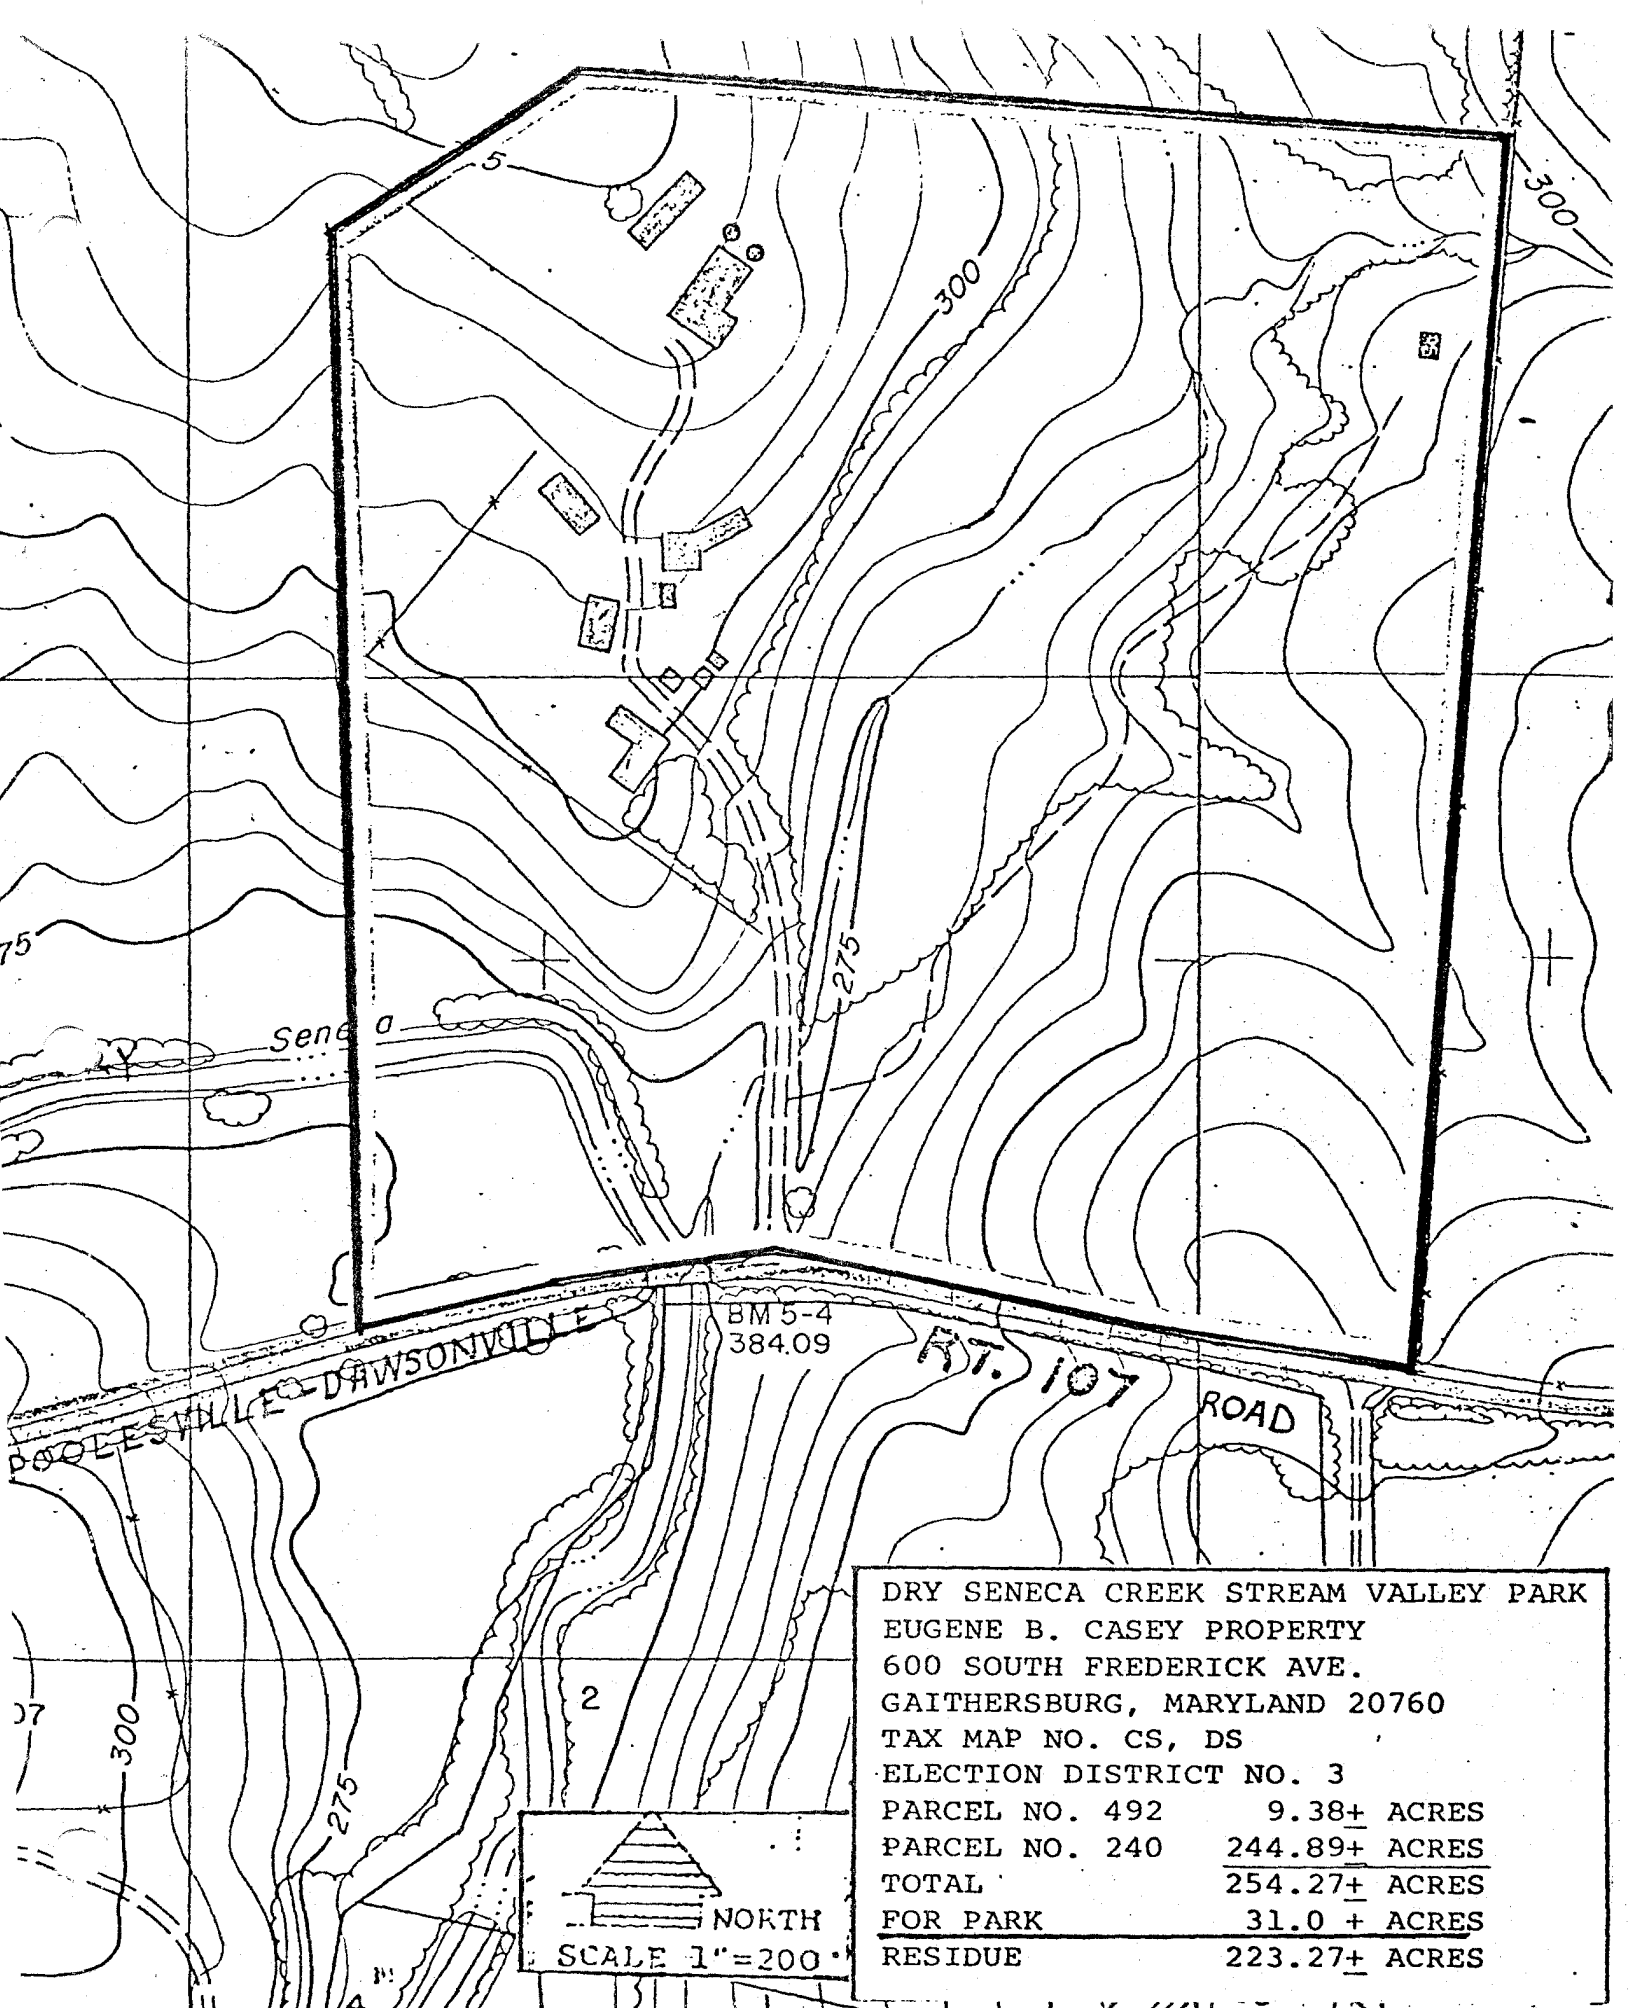 5
300
300
275
75
Seneca
BM 5-4
384.09
POOLESVILLE-DAWSONVILLE
RT. 107
ROAD
2
07
300
275
NORTH
SCALE 1"=200'
DRY SENECA CREEK STREAM VALLEY PARK
EUGENE B. CASEY PROPERTY
600 SOUTH FREDERICK AVE.
GAITHERSBURG, MARYLAND 20760
TAX MAP NO. CS, DS
ELECTION DISTRICT NO. 3
PARCEL NO. 492 9.38± ACRES
PARCEL NO. 240 244.89± ACRES
TOTAL 254.27± ACRES
FOR PARK 31.0 ± ACRES
RESIDUE 223.27± ACRES